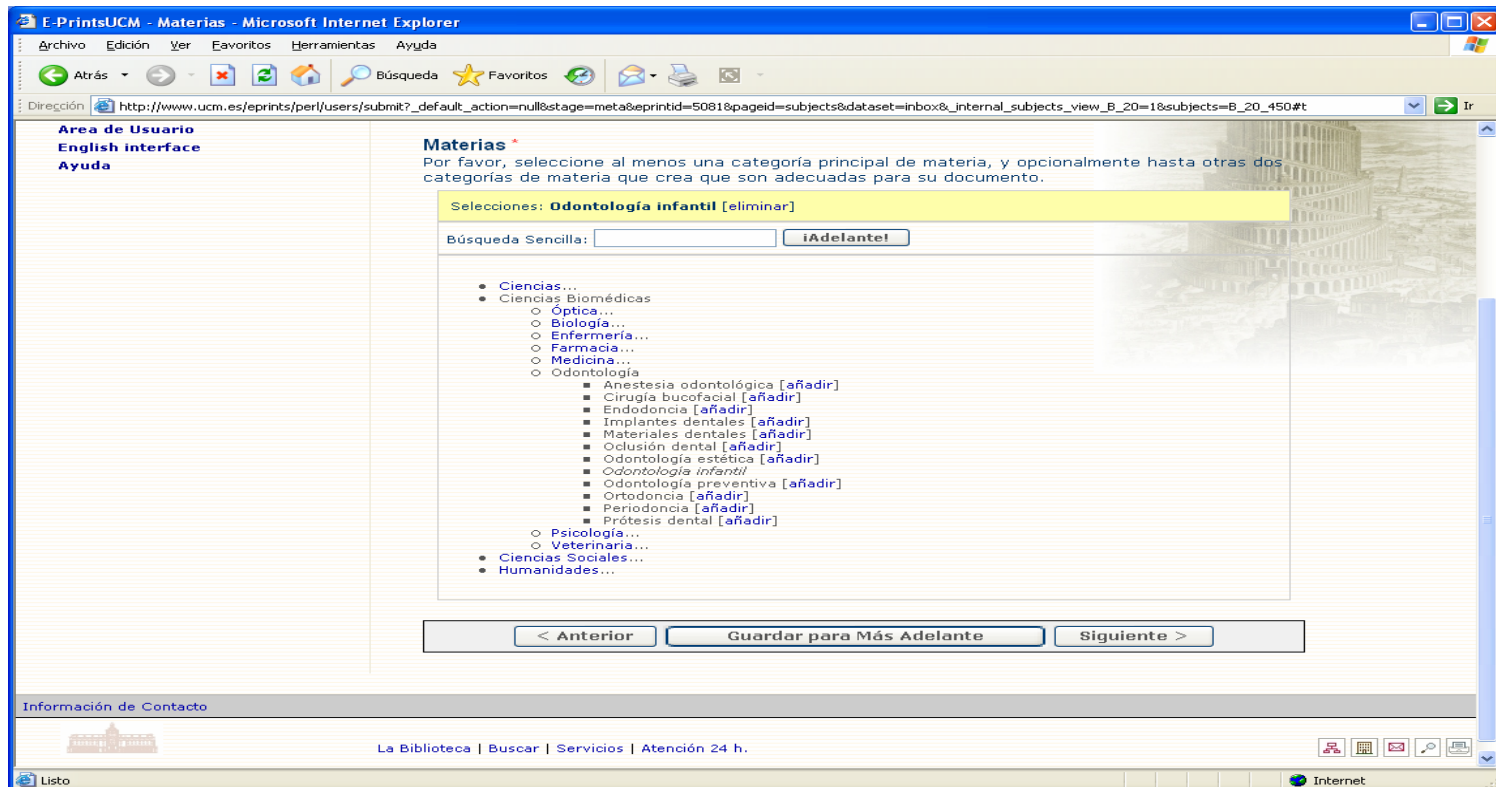 E-PrintsUCM - Materias - Microsoft Internet Explorer
Archivo Edición Ver Favoritos Herramientas Ayuda
Atrás Búsqueda Favoritos
Dirección http://www.ucm.es/eprints/perl/users/submit?_default_action=null&stage=meta&eprintid=5081&pageid=subjects&dataset=inbox&_internal_subjects_view_B_20=1&subjects=B_20_450#t Ir
Area de Usuario
English interface
Ayuda
Materias *
Por favor, seleccione al menos una categoría principal de materia, y opcionalmente hasta otras dos
categorías de materia que crea que son adecuadas para su documento.
Selecciones: Odontología infantil [eliminar]
Búsqueda Sencilla: ¡Adelante!
Ciencias...
Ciencias Biomédicas
Óptica...
Biología...
Enfermería...
Farmacia...
Medicina...
Odontología
Anestesia odontológica [añadir]
Cirugía bucofacial [añadir]
Endodoncia [añadir]
Implantes dentales [añadir]
Materiales dentales [añadir]
Oclusión dental [añadir]
Odontología estética [añadir]
Odontología infantil
Odontología preventiva [añadir]
Ortodoncia [añadir]
Periodoncia [añadir]
Prótesis dental [añadir]
Psicología...
Veterinaria...
Ciencias Sociales...
Humanidades...
< Anterior Guardar para Más Adelante Siguiente >
Información de Contacto
La Biblioteca | Buscar | Servicios | Atención 24 h.
Listo Internet